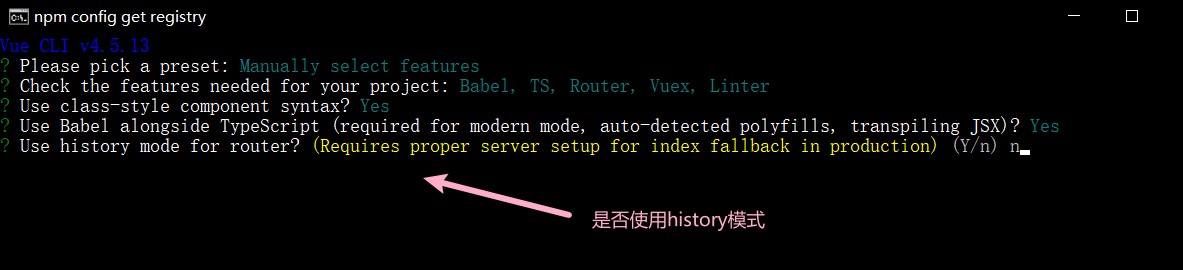 npm config get registry
Vue CLI v4.5.13
? Please pick a preset: Manually select features
? Check the features needed for your project: Babel, TS, Router, Vuex, Linter
? Use class-style component syntax? Yes
? Use Babel alongside TypeScript (required for modern mode, auto-detected polyfills, transpiling JSX)? Yes
? Use history mode for router? (Requires proper server setup for index fallback in production) (Y/n) n
是否使用history模式